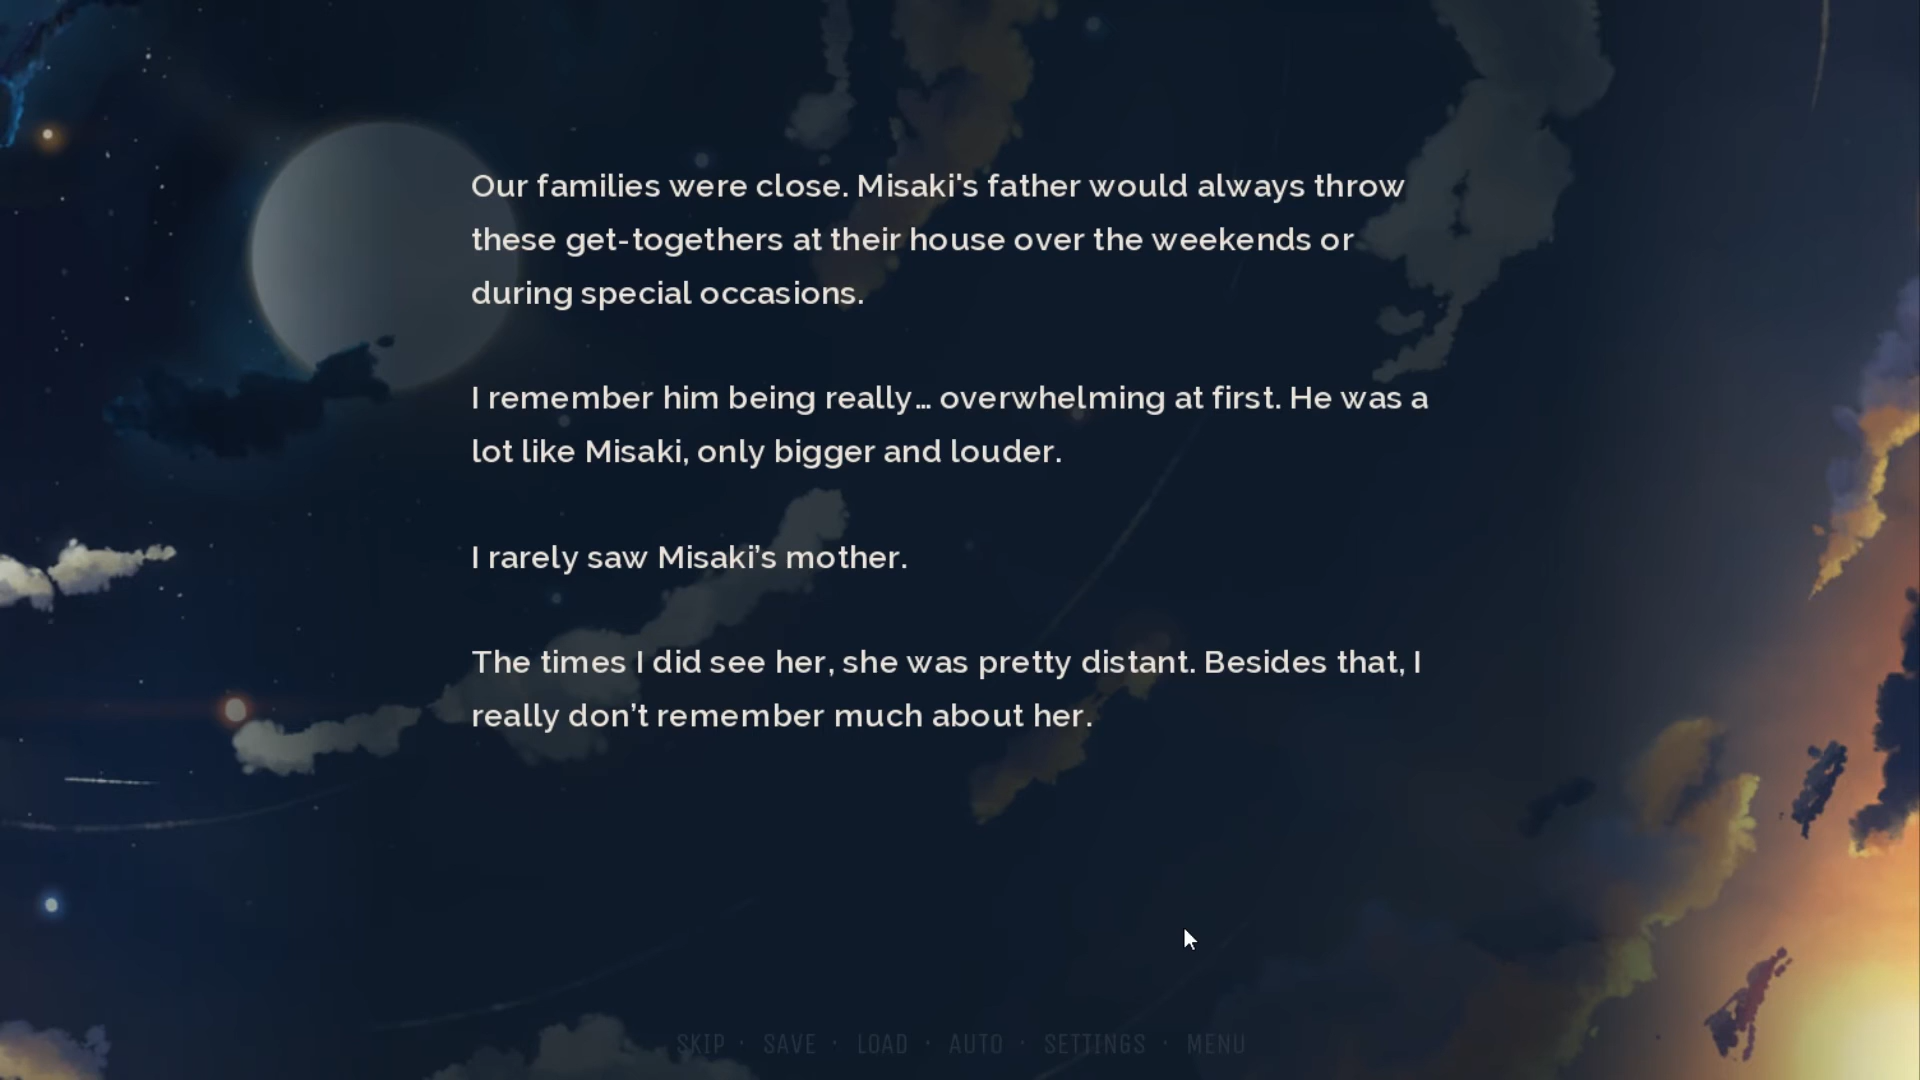 Our families were close. Misaki's father would always throw
these get-togethers at their house over the weekends or
during special occasions.
I remember him being really… overwhelming at first. He was a
lot like Misaki, only bigger and louder.
I rarely saw Misaki’s mother.
The times I did see her, she was pretty distant. Besides that, I
really don’t remember much about her.
SKIP · SAVE · LOAD · AUTO · SETTINGS · MENU